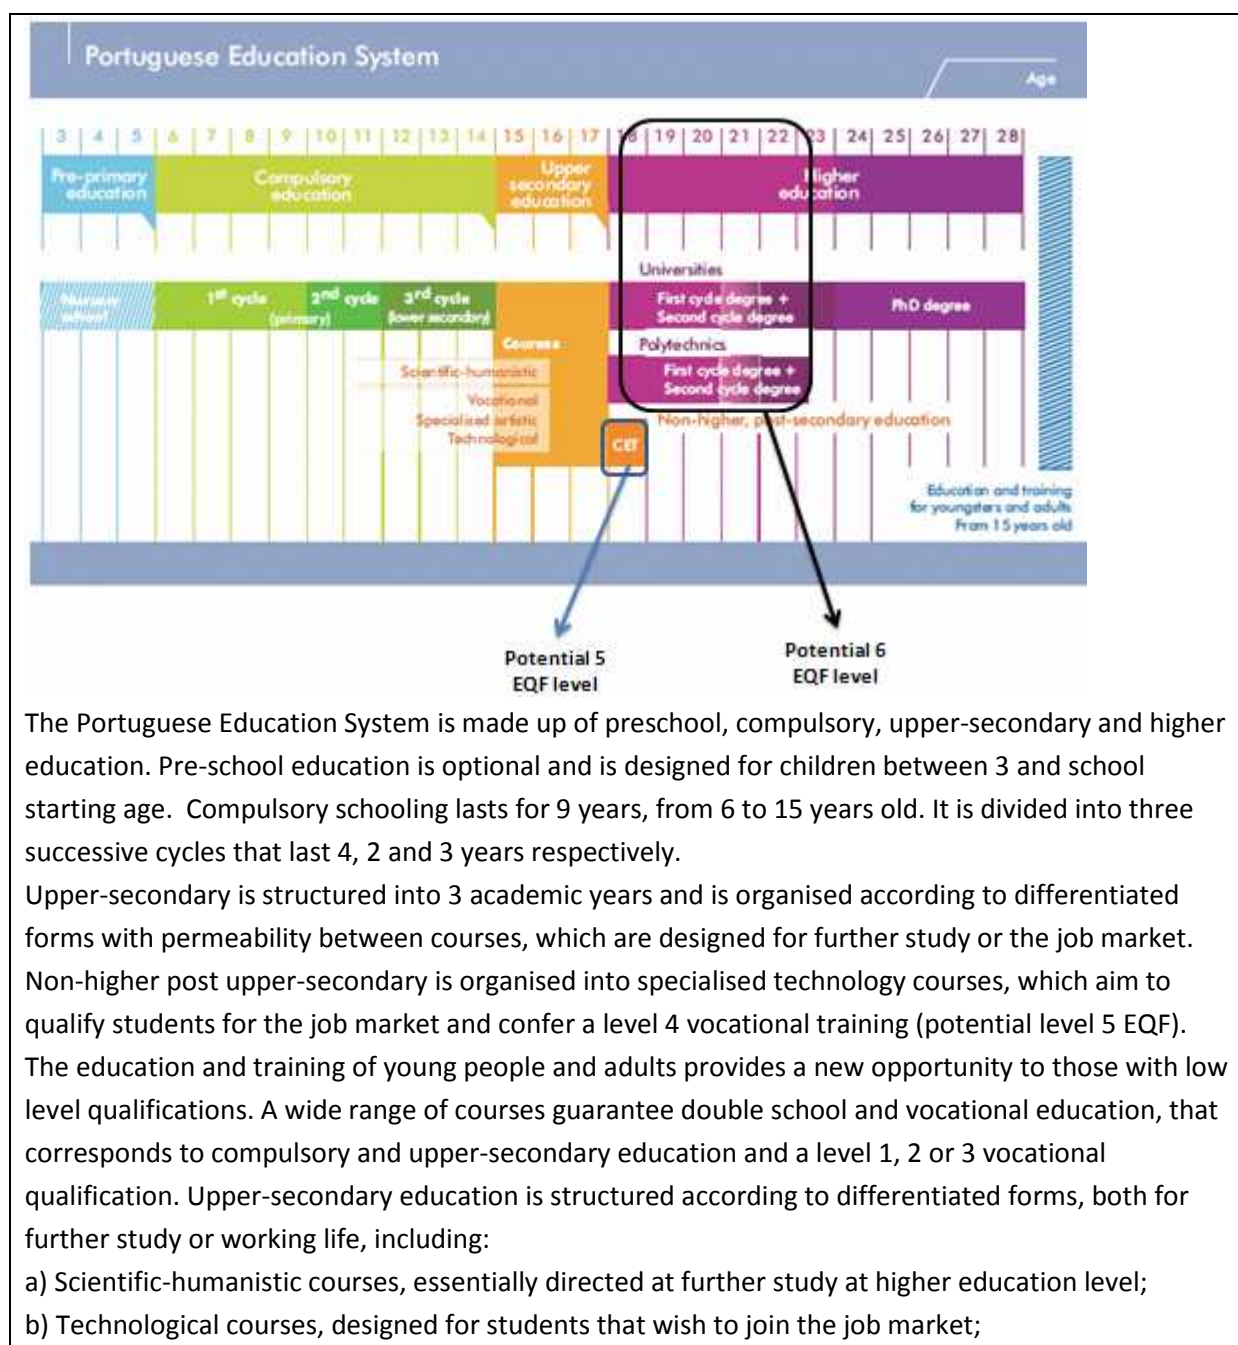 Portuguese Education System
Age
3 4 5 6 7 8 9 10 11 12 13 14 15 16 17 18 19 20 21 22 23 24 25 26 27 28
Pre-primary
education
Compulsory
education
Upper
secondary
education
Higher
education
Universities
Nursery
school
1st cycle
2nd cycle
(primary)
3rd cycle
(lower secondary)
First cycle degree +
Second cycle degree
PhD degree
Courses
Polytechnics
First cycle degree +
Second cycle degree
Scientific-humanistic
Vocational
Specialised artistic
Technological
Non-higher, post-secondary education
CET
Education and training
for youngsters and adults
From 15 years old
Potential 5
EQF level
Potential 6
EQF level
The Portuguese Education System is made up of preschool, compulsory, upper-secondary and higher
education. Pre-school education is optional and is designed for children between 3 and school
starting age.  Compulsory schooling lasts for 9 years, from 6 to 15 years old. It is divided into three
successive cycles that last 4, 2 and 3 years respectively.
Upper-secondary is structured into 3 academic years and is organised according to differentiated
forms with permeability between courses, which are designed for further study or the job market.
Non-higher post upper-secondary is organised into specialised technology courses, which aim to
qualify students for the job market and confer a level 4 vocational training (potential level 5 EQF).
The education and training of young people and adults provides a new opportunity to those with low
level qualifications. A wide range of courses guarantee double school and vocational education, that
corresponds to compulsory and upper-secondary education and a level 1, 2 or 3 vocational
qualification. Upper-secondary education is structured according to differentiated forms, both for
further study or working life, including:
a) Scientific-humanistic courses, essentially directed at further study at higher education level;
b) Technological courses, designed for students that wish to join the job market;